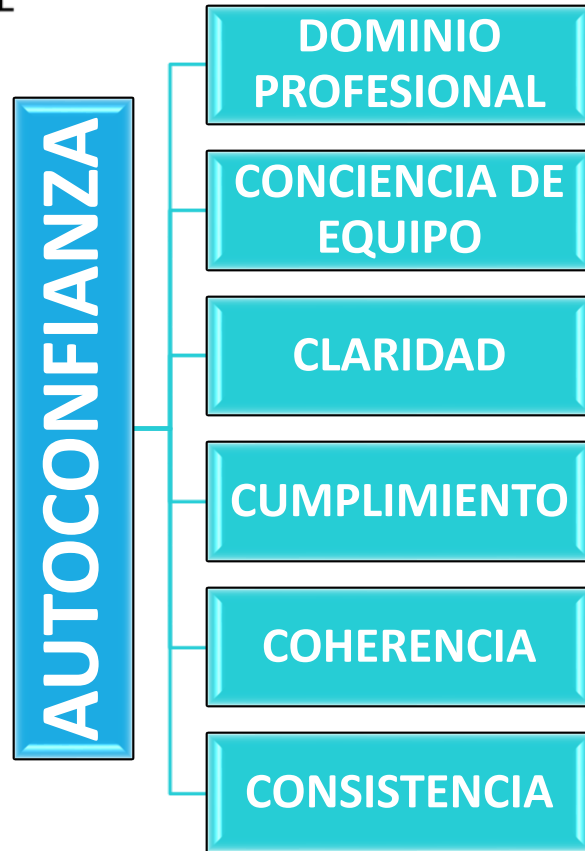 AUTOCONFIANZA
DOMINIO
PROFESIONAL
CONCIENCIA DE
EQUIPO
CLARIDAD
CUMPLIMIENTO
COHERENCIA
CONSISTENCIA